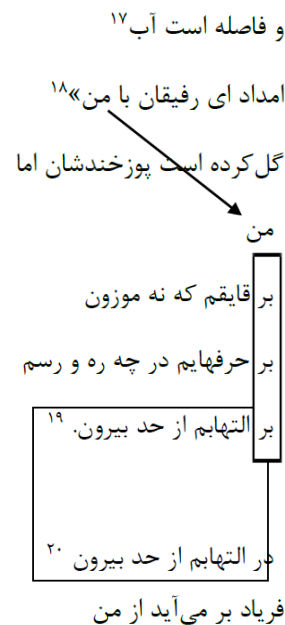 و فاصله است آب۱۷
امداد ای رفیقان با من»۱۸
گل‌کرده است پوزخندشان اما
من
بر قایقم که نه موزون
بر حرفهایم در چه ره و رسم
بر التهابم از حد بیرون. ۱۹
در التهابم از حد بیرون ۲۰
فریاد بر می‌آید از من